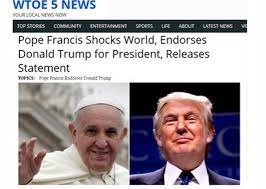 WTOE 5 NEWS
YOUR LOCAL NEWS NOW
TOP STORIES COMMUNITY ENTERTAINMENT SPORTS LIFE ABOUT LATEST NEWS VI
Pope Francis Shocks World, Endorses
Donald Trump for President, Releases
Statement
TOPICS: Pope Francis Endorses Donald Trump